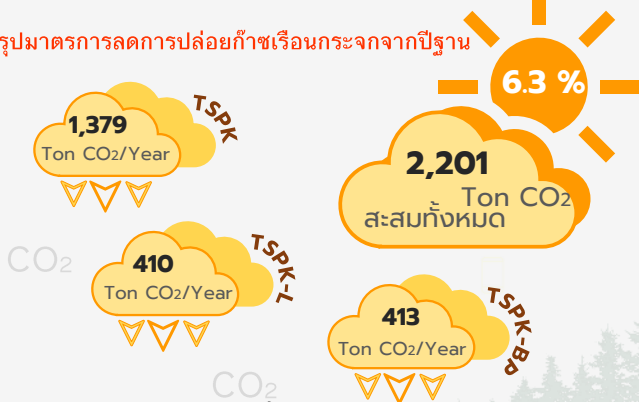 รุปมาตรการลดการปล่อยก๊าซเรือนกระจกจากปีฐาน
6.3 %
TSPK
1,379
Ton CO2/Year
2,201
Ton CO2
สะสมทั้งหมด
TSPK-L
410
Ton CO2/Year
CO2
TSPK-BP
413
Ton CO2/Year
CO2